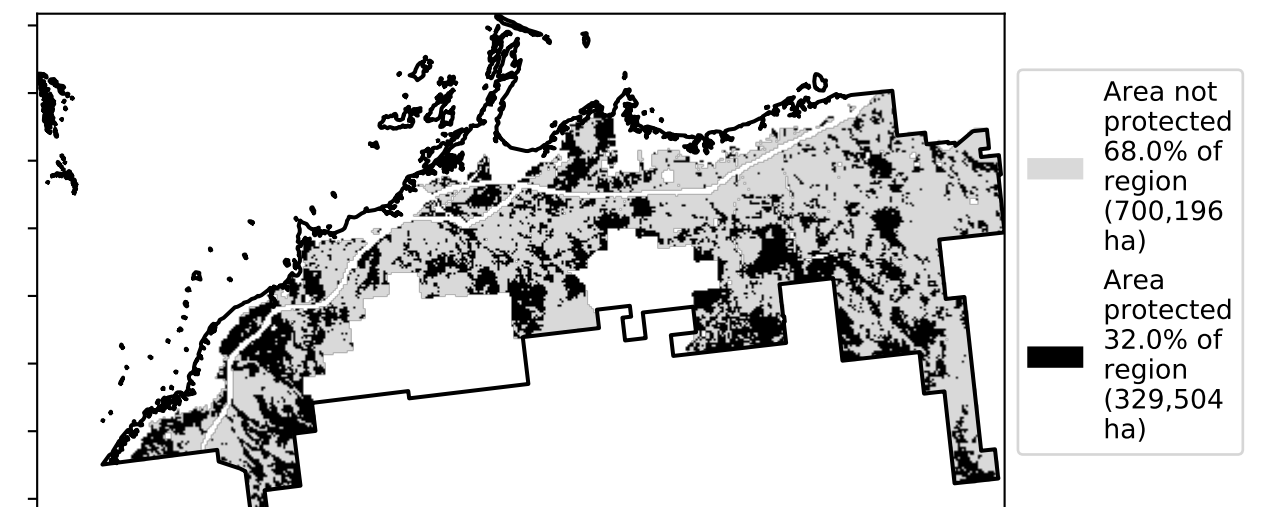 Area not
protected
68.0% of
region
(700,196
ha)
Area
protected
32.0% of
region
(329,504
ha)